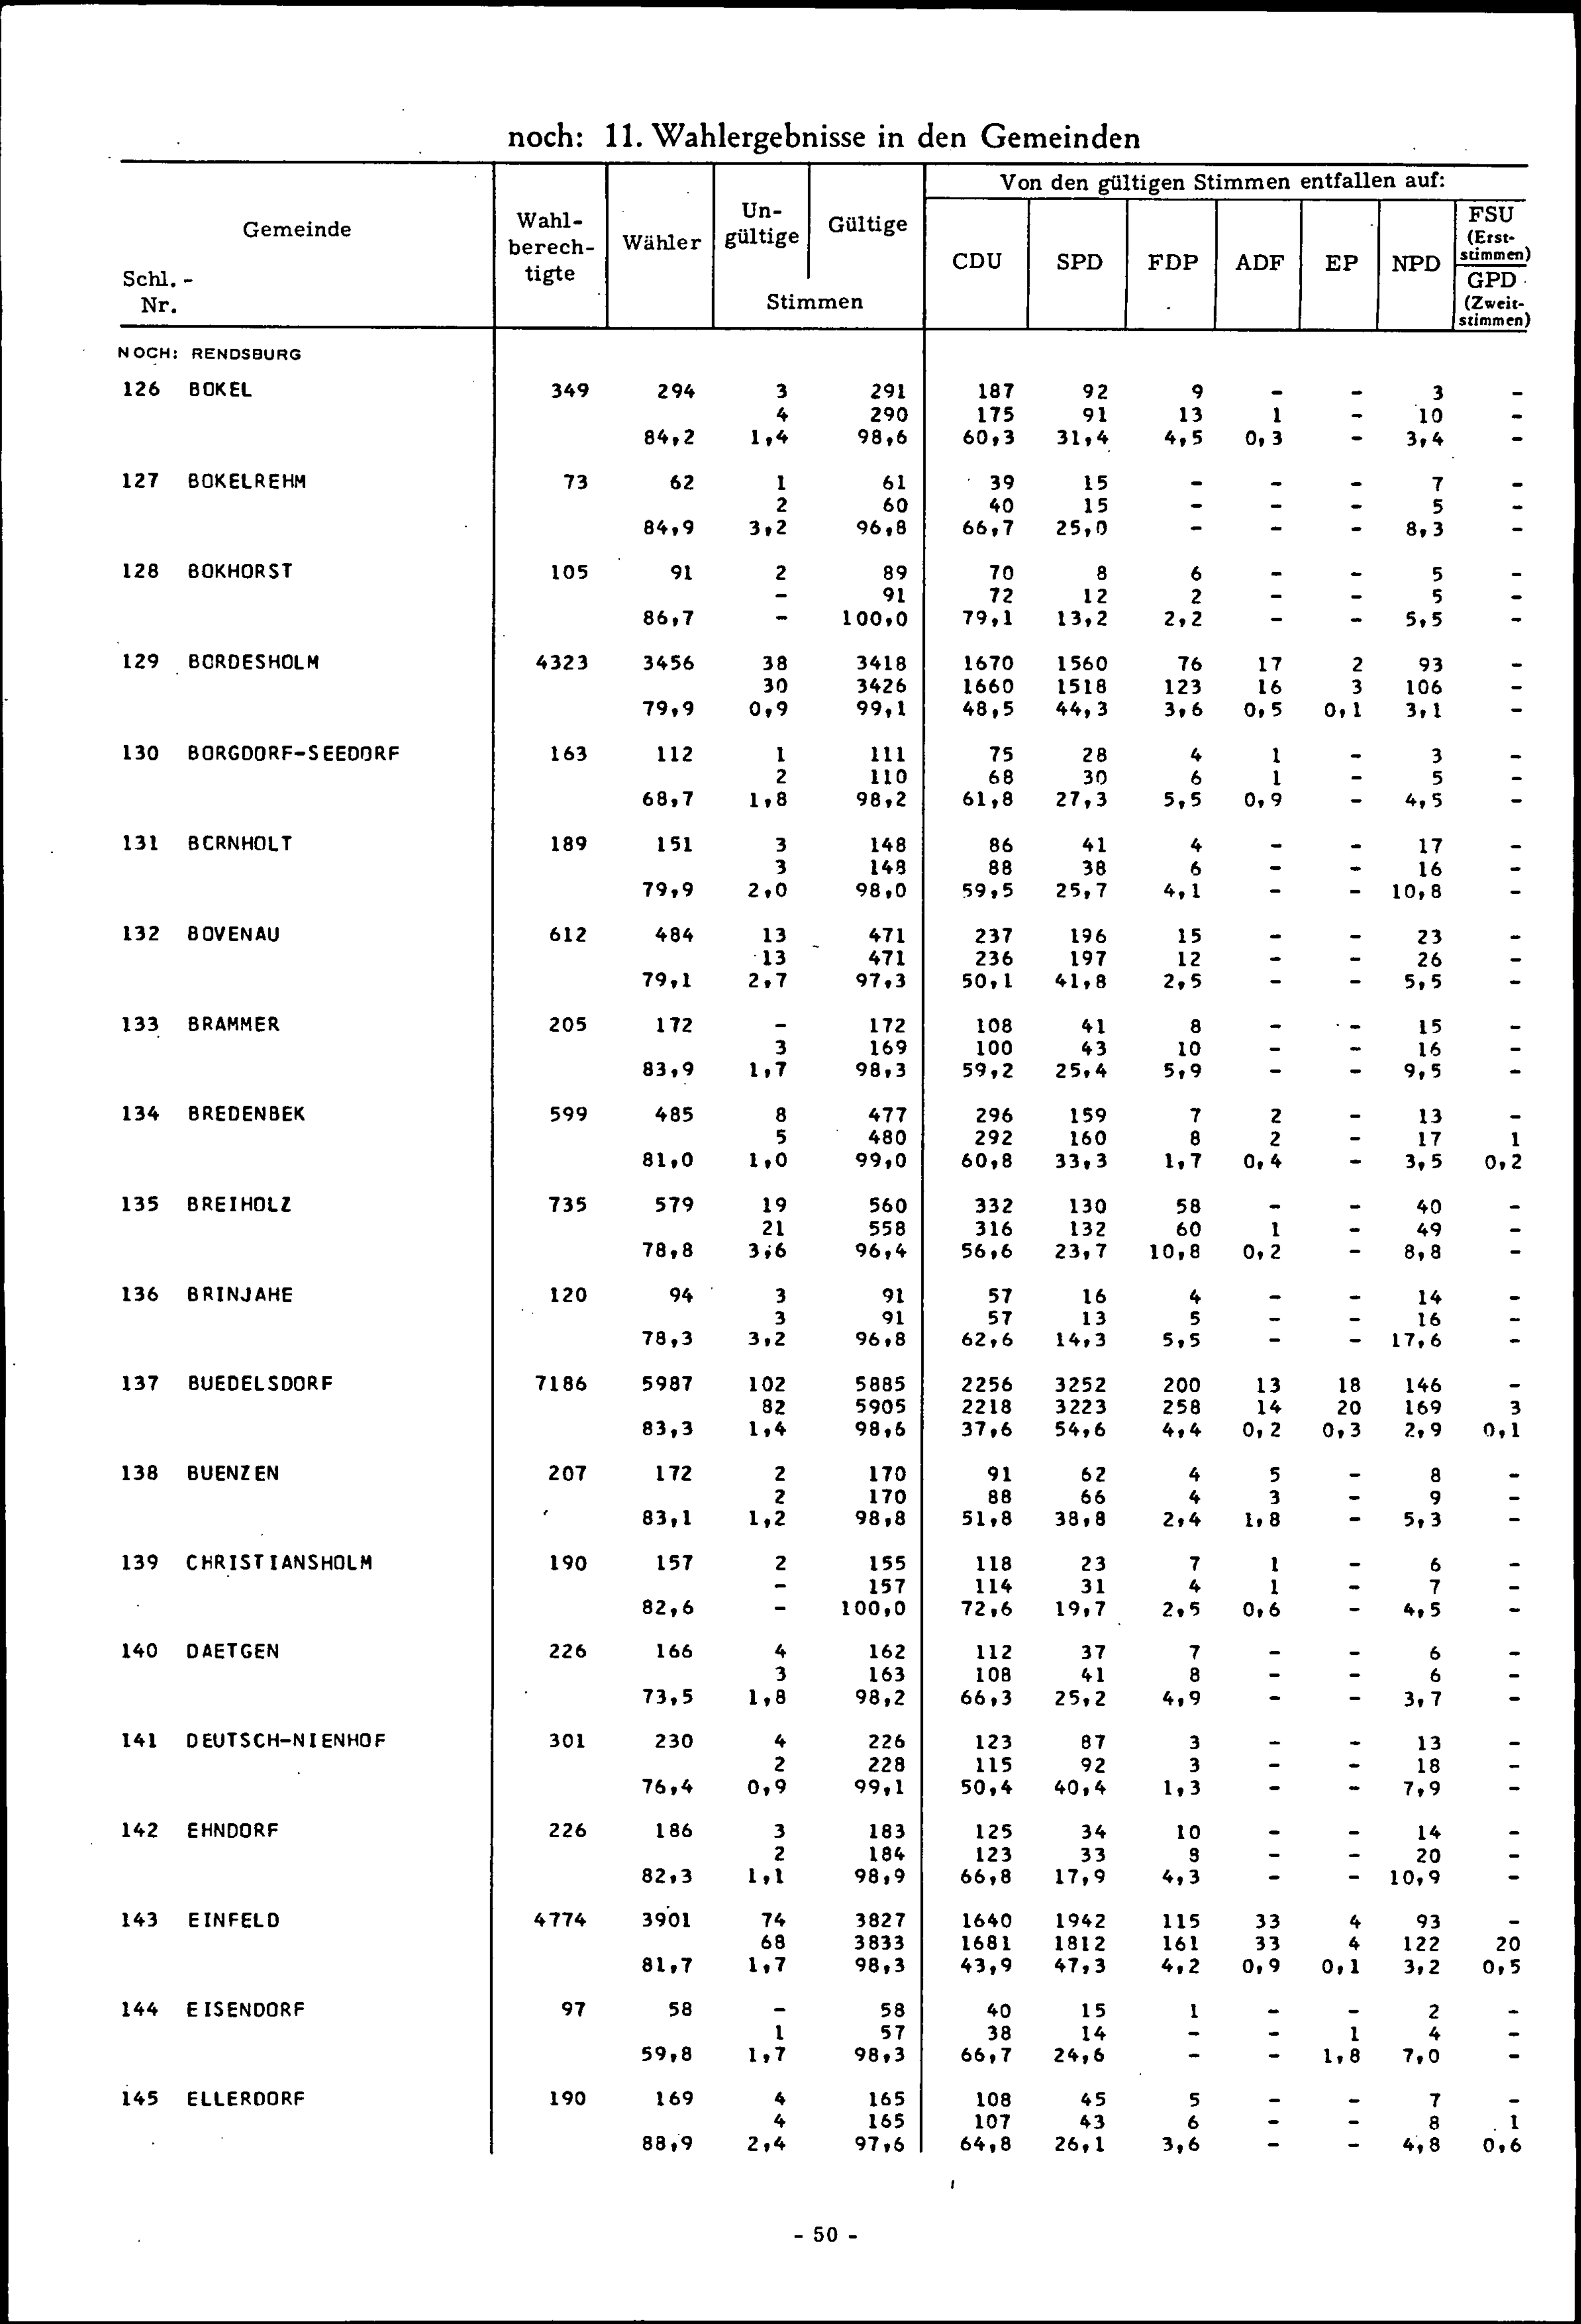 noch: 11. Wahlergebnisse in den Gemeinden
Von den gültigen Stimmen entfallen auf:
Gemeinde
Schl. -
Nr.
Wahl-
berech-
tigte
Wähler
Un-
gültige
Gültige
Stimmen
CDU SPD FDP ADF EP NPD
FSU
(Erst-
stimmen)
GPD
(Zweit-
stimmen)
NOCH: RENDSBURG
126 BOKEL 349 294 3 291 187 92 9 - - 3 -
4 290 175 91 13 1 - 10 -
84,2 1,4 98,6 60,3 31,4 4,5 0,3 - 3,4 -
127 BOKELREHM 73 62 1 61 39 15 - - - 7 -
2 60 40 15 - - - 5 -
84,9 3,2 96,8 66,7 25,0 - - - 8,3 -
128 BOKHORST 105 91 2 89 70 8 6 - - 5 -
- 91 72 12 2 - - 5 -
86,7 - 100,0 79,1 13,2 2,2 - - 5,5 -
129 BORDESHOLM 4323 3456 38 3418 1670 1560 76 17 2 93 -
30 3426 1660 1518 123 16 3 106 -
79,9 0,9 99,1 48,5 44,3 3,6 0,5 0,1 3,1 -
130 BORGDORF-SEEDORF 163 112 1 111 75 28 4 1 - 3 -
2 110 68 30 6 1 - 5 -
68,7 1,8 98,2 61,8 27,3 5,5 0,9 - 4,5 -
131 BORNHOLT 189 151 3 148 86 41 4 - - 17 -
3 148 88 38 6 - - 16 -
79,9 2,0 98,0 59,5 25,7 4,1 - - 10,8 -
132 BOVENAU 612 484 13 471 237 196 15 - - 23 -
13 471 236 197 12 - - 26 -
79,1 2,7 97,3 50,1 41,8 2,5 - - 5,5 -
133 BRAMMER 205 172 - 172 108 41 8 - - 15 -
3 169 100 43 10 - - 16 -
83,9 1,7 98,3 59,2 25,4 5,9 - - 9,5 -
134 BREDENBEK 599 485 8 477 296 159 7 2 - 13 -
5 480 292 160 8 2 - 17 1
81,0 1,0 99,0 60,8 33,3 1,7 0,4 - 3,5 0,2
135 BREIHOLZ 735 579 19 560 332 130 58 - - 40 -
21 558 316 132 60 1 - 49 -
78,8 3,6 96,4 56,6 23,7 10,8 0,2 - 8,8 -
136 BRINJAHE 120 94 3 91 57 16 4 - - 14 -
3 91 57 13 5 - - 16 -
78,3 3,2 96,8 62,6 14,3 5,5 - - 17,6 -
137 BUEDELSDORF 7186 5987 102 5885 2256 3252 200 13 18 146 -
82 5905 2218 3223 258 14 20 169 3
83,3 1,4 98,6 37,6 54,6 4,4 0,2 0,3 2,9 0,1
138 BUENZEN 207 172 2 170 91 62 4 5 - 8 -
2 170 88 66 4 3 - 9 -
83,1 1,2 98,8 51,8 38,8 2,4 1,8 - 5,3 -
139 CHRISTIANSHOLM 190 157 2 155 118 23 7 1 - 6 -
- 157 114 31 4 1 - 7 -
82,6 - 100,0 72,6 19,7 2,5 0,6 - 4,5 -
140 DAETGEN 226 166 4 162 112 37 7 - - 6 -
3 163 108 41 8 - - 6 -
73,5 1,8 98,2 66,3 25,2 4,9 - - 3,7 -
141 DEUTSCH-NIENHOF 301 230 4 226 123 87 3 - - 13 -
2 228 115 92 3 - - 18 -
76,4 0,9 99,1 50,4 40,4 1,3 - - 7,9 -
142 EHNDORF 226 186 3 183 125 34 10 - - 14 -
2 184 123 33 8 - - 20 -
82,3 1,1 98,9 66,8 17,9 4,3 - - 10,9 -
143 EINFELD 4774 3901 74 3827 1640 1942 115 33 4 93 -
68 3833 1681 1812 161 33 4 122 20
81,7 1,7 98,3 43,9 47,3 4,2 0,9 0,1 3,2 0,5
144 EISENDORF 97 58 - 58 40 15 1 - - 2 -
1 57 38 14 - - 1 4 -
59,8 1,7 98,3 66,7 24,6 - - 1,8 7,0 -
145 ELLERDORF 190 169 4 165 108 45 5 - - 7 -
4 165 107 43 6 - - 8 1
88,9 2,4 97,6 64,8 26,1 3,6 - - 4,8 0,6
- 50 -